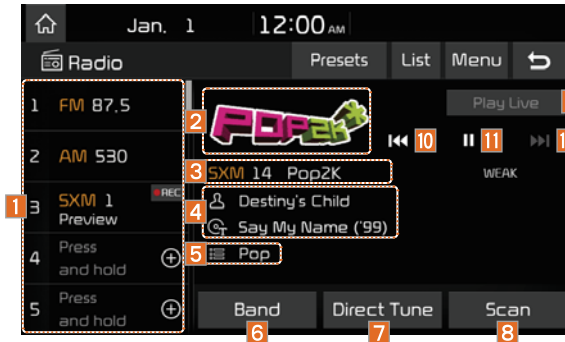 Jan. 1 12:00 AM
Radio Presets List Menu
1 FM 87.5
2 AM 530
3 SXM 1 REC
Preview
4 Press
and hold
5 Press
and hold
1
2 POP2K
3 SXM 14 Pop2K
4 Destiny's Child
Say My Name ('99)
5 Pop
Play Live
10 11
WEAK
Band Direct Tune Scan
6 7 8